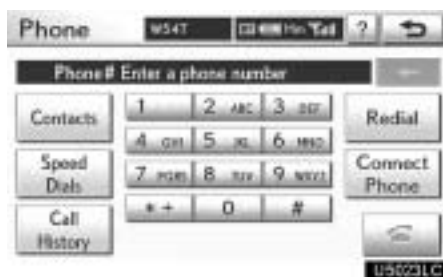 Phone W54T ?
Phone# Enter a phone number
Contacts 1 2 ABC 3 DEF Redial
4 GHI 5 JKL 6 MNO
Speed Dials 7 PQRS 8 TUV 9 WXYZ Connect Phone
Call History * + 0 #
U5023LC